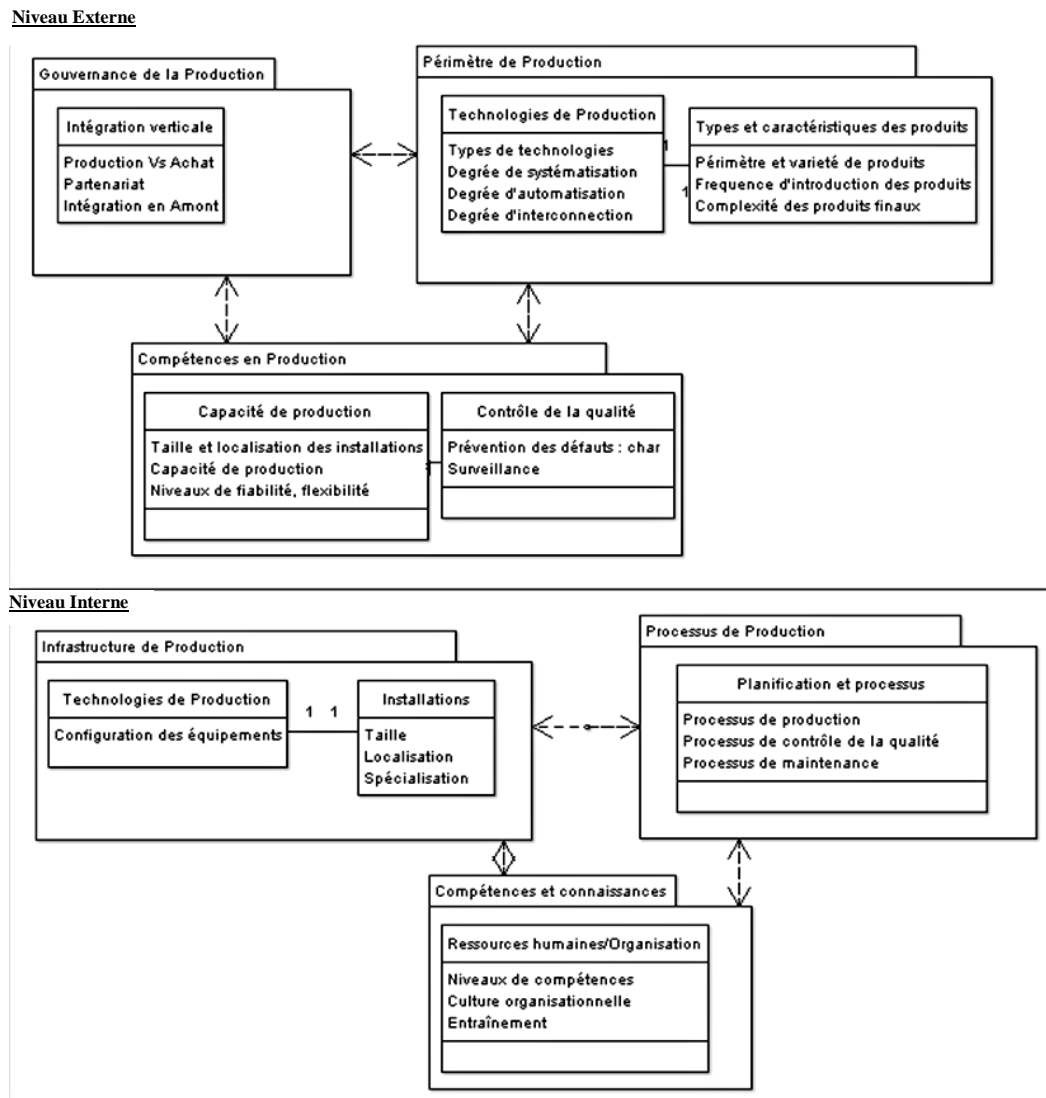 Niveau Externe
Gouvernance de la Production
Intégration verticale
Production Vs Achat
Partenariat
Intégration en Amont
Périmètre de Production
Technologies de Production
Types de technologies
Degrée de systématisation
Degrée d'automatisation
Degrée d'interconnection
1
1
Types et caractéristiques des produits
Périmètre et varieté de produits
Frequence d'introduction des produits
Complexité des produits finaux
Compétences en Production
Capacité de production
Taille et localisation des installations
Capacité de production
Niveaux de fiabilité, flexibilité
Contrôle de la qualité
Prévention des défauts : char
Surveillance
Niveau Interne
Infrastructure de Production
Technologies de Production
Configuration des équipements
1 1
Installations
Taille
Localisation
Spécialisation
Processus de Production
Planification et processus
Processus de production
Processus de contrôle de la qualité
Processus de maintenance
Compétences et connaissances
Ressources humaines/Organisation
Niveaux de compétences
Culture organisationnelle
Entraînement